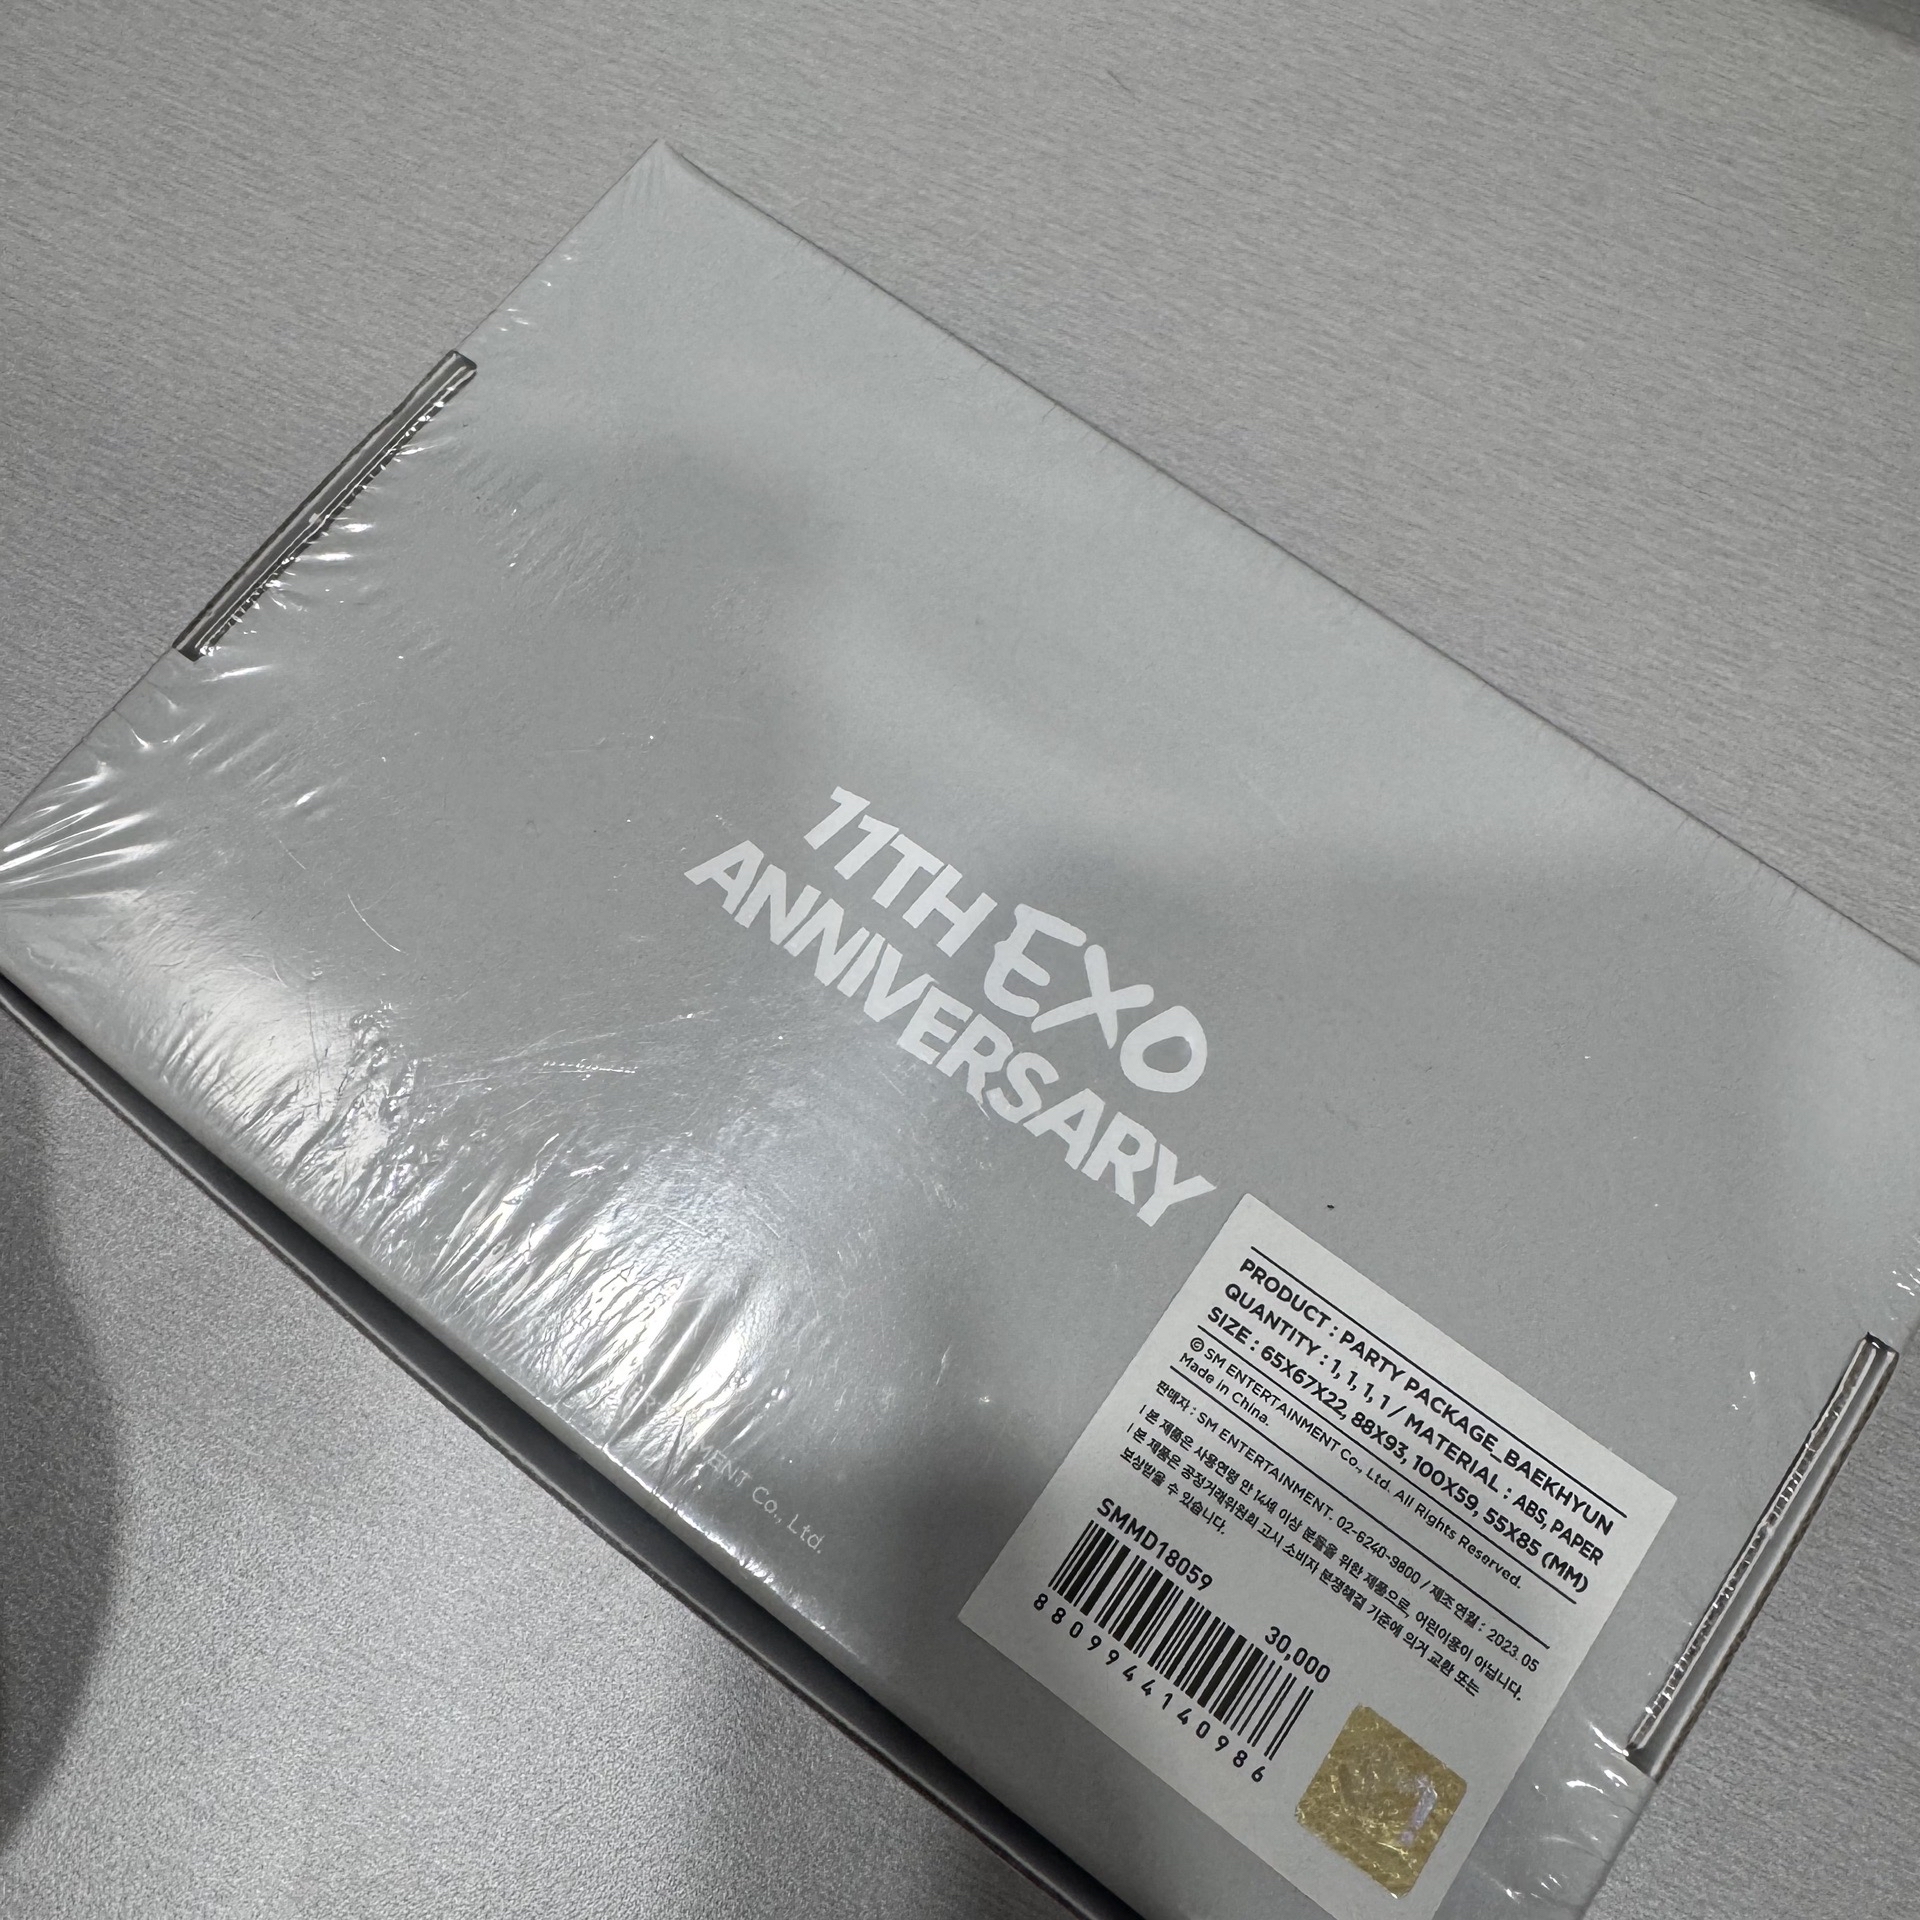 11TH EXO
ANNIVERSARY
MENT Co., Ltd.
PRODUCT : PARTY PACKAGE_BAEKHYUN
QUANTITY : 1, 1, 1, 1 / MATERIAL : ABS, PAPER
SIZE : 65X67X22, 88X93, 100X59, 55X85 (MM)
© SM ENTERTAINMENT Co., Ltd. All Rights Reserved.
Made in China.
판매자 : SM ENTERTAINMENT. 02-6240-9800 / 제조연월 : 2023. 05
ㅣ본 제품은 사용연령 만 14세 이상 분들을 위한 제품으로, 어린이용이 아닙니다.
ㅣ본 제품은 공정거래위원회 고시 소비자 분쟁해결 기준에 의거 교환 또는
보상받을 수 있습니다.
SMMD18059
30,000
8809944140986